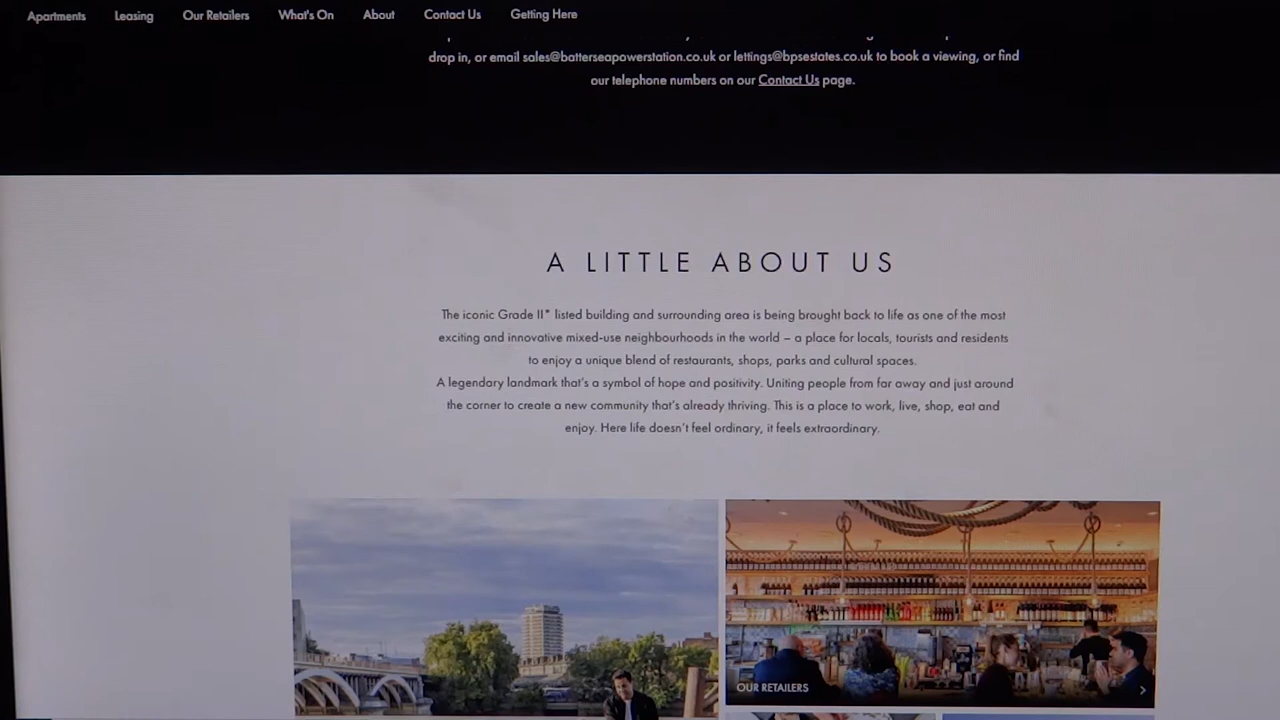 Apartments
Leasing
Our Retailers
What's On
About
Contact Us
Getting Here
drop in, or email sales@batterseapowerstation.co.uk or lettings@bpsestates.co.uk to book a viewing, or find
our telephone numbers on our Contact Us page.
A LITTLE ABOUT US
The iconic Grade II* listed building and surrounding area is being brought back to life as one of the most
exciting and innovative mixed-use neighbourhoods in the world – a place for locals, tourists and residents
to enjoy a unique blend of restaurants, shops, parks and cultural spaces.
A legendary landmark that's a symbol of hope and positivity. Uniting people from far away and just around
the corner to create a new community that's already thriving. This is a place to work, live, shop, eat and
enjoy. Here life doesn't feel ordinary, it feels extraordinary.
OUR RETAILERS